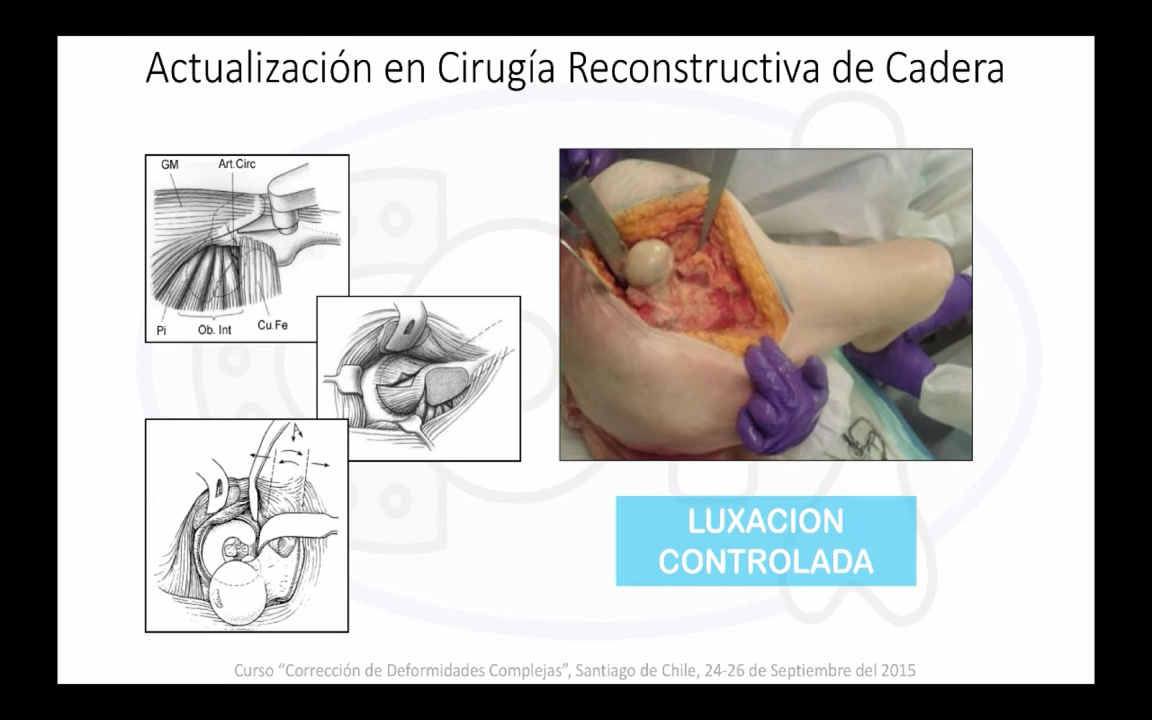 Actualización en Cirugía Reconstructiva de Cadera
GM Art.Circ
Pi Ob. Int Cu.Fe
LUXACION
CONTROLADA
Curso “Corrección de Deformidades Complejas”, Santiago de Chile, 24-26 de Septiembre del 2015